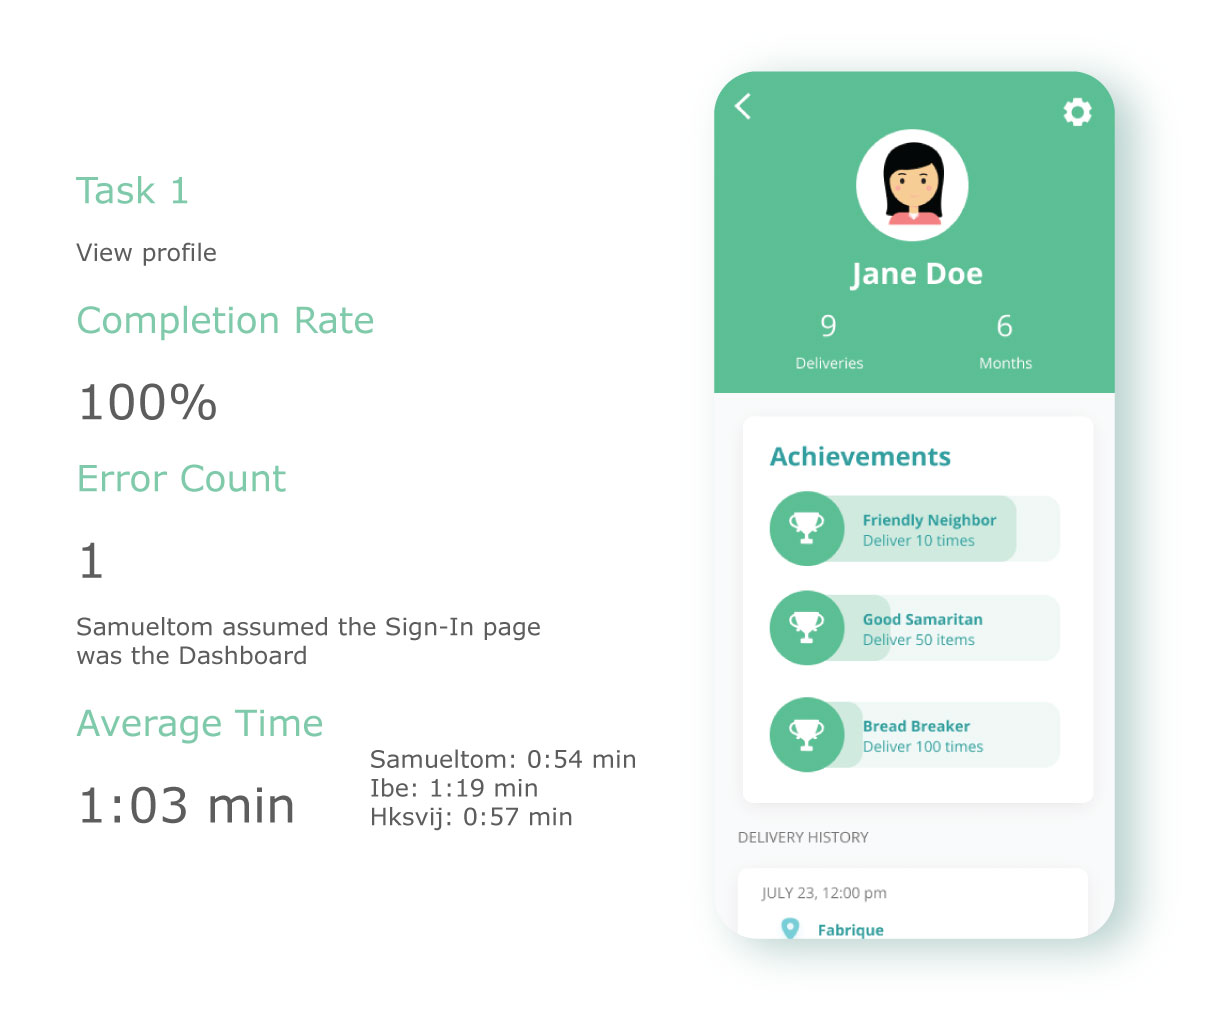 Task 1
View profile
Completion Rate
100%
Error Count
1
Samueltom assumed the Sign-In page
was the Dashboard
Average Time
1:03 min
Samueltom: 0:54 min
Ibe: 1:19 min
Hksvij: 0:57 min
Jane Doe
9
Deliveries
6
Months
Achievements
Friendly Neighbor
Deliver 10 times
Good Samaritan
Deliver 50 items
Bread Breaker
Deliver 100 times
DELIVERY HISTORY
JULY 23, 12:00 pm
Fabrique